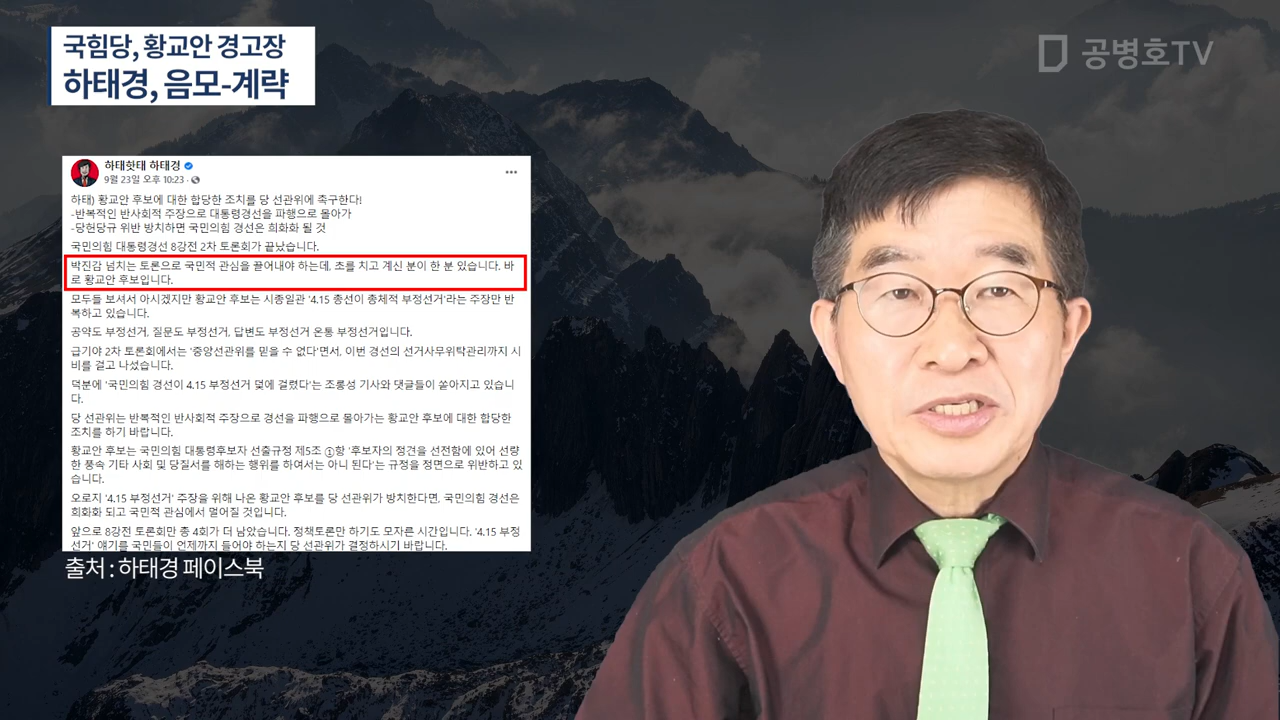 국힘당, 황교안 경고장
하태경, 음모-계략
공병호TV
하태핫태 하태경
9월 23일 오후 10:23 ·
하태) 황교안 후보에 대한 합당한 조치를 당 선관위에 촉구한다!
-반복적인 반사회적 주장으로 대통령경선을 파행으로 몰아가
-당헌당규 위반 방치하면 국민의힘 경선은 희화화 될 것
국민의힘 대통령경선 8강전 2차 토론회가 끝났습니다.
박진감 넘치는 토론으로 국민적 관심을 끌어내야 하는데, 초를 치고 계신 분이 한 분 있습니다. 바
로 황교안 후보입니다.
모두들 보셔서 아시겠지만 황교안 후보는 시종일관 '4.15 총선이 총체적 부정선거'라는 주장만 반
복하고 있습니다.
공약도 부정선거, 질문도 부정선거, 답변도 부정선거 온통 부정선거입니다.
급기야 2차 토론회에서는 '중앙선관위를 믿을 수 없다'면서, 이번 경선의 선거사무위탁관리까지 시
비를 걸고 나섰습니다.
덕분에 '국민의힘 경선이 4.15 부정선거 덫에 걸렸다'는 조롱성 기사와 댓글들이 쏟아지고 있습니
다.
당 선관위는 반복적인 반사회적 주장으로 경선을 파행으로 몰아가는 황교안 후보에 대한 합당한
조치를 하기 바랍니다.
황교안 후보는 국민의힘 대통령후보자 선출규정 제5조 ①항 '후보자의 정견을 선전함에 있어 선량
한 풍속 기타 사회 및 당질서를 해하는 행위를 하여서는 아니 된다'는 규정을 정면으로 위반하고 있
습니다.
오로지 '4.15 부정선거' 주장을 위해 나온 황교안 후보를 당 선관위가 방치한다면, 국민의힘 경선은
희화화 되고 국민적 관심에서 멀어질 것입니다.
앞으로 8강전 토론회만 총 4회가 더 남았습니다. 정책토론만 하기도 모자른 시간입니다. '4.15 부정
선거' 얘기를 국민들이 언제까지 들어야 하는지 당 선관위가 결정하시기 바랍니다.
출처 : 하태경 페이스북